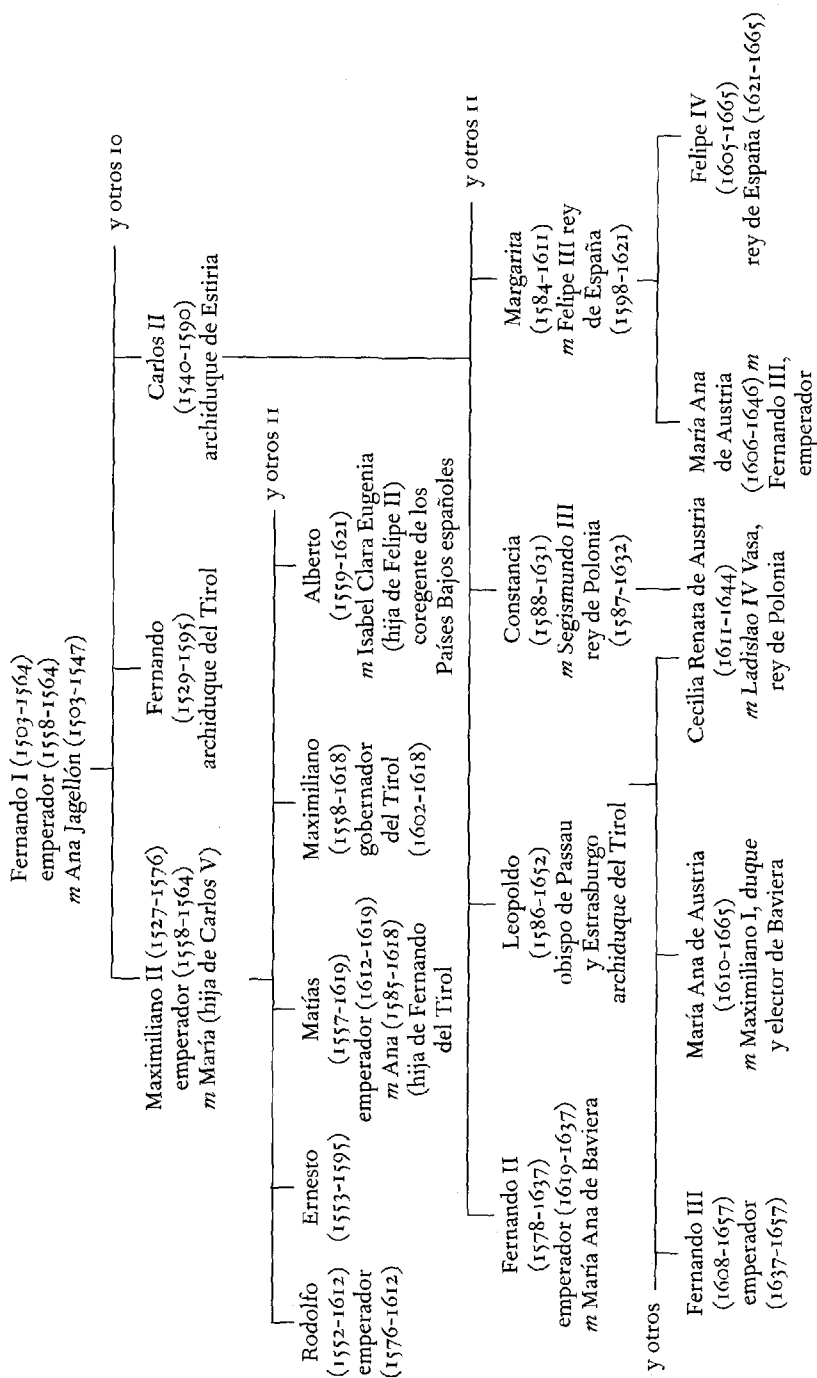 Fernando I (1503-1564)
emperador (1558-1564)
m Ana Jagellón (1503-1547)
Maximiliano II (1527-1576)
emperador (1558-1564)
m María (hija de Carlos V)
Fernando
(1529-1595)
archiduque del Tirol
Carlos II
(1540-1590)
archiduque de Estiria
y otros 10
Rodolfo
(1552-1612)
emperador
(1576-1612)
Ernesto
(1553-1595)
Matías
(1557-1619)
emperador (1612-1619)
m Ana (1585-1618)
(hija de Fernando
del Tirol
Maximiliano
(1558-1618)
gobernador
del Tirol
(1602-1618)
Alberto
(1559-1621)
m Isabel Clara Eugenia
(hija de Felipe II)
coregente de los
Países Bajos españoles
y otros 11
Fernando II
(1578-1637)
emperador (1619-1637)
m María Ana de Baviera
Leopoldo
(1586-1652)
obispo de Passau
y Estrasburgo
archiduque del Tirol
Constancia
(1588-1631)
m Segismundo III
rey de Polonia
(1587-1632)
Margarita
(1584-1611)
m Felipe III rey
de España
(1598-1621)
y otros 11
y otros
Fernando III
(1608-1657)
emperador
(1637-1657)
María Ana de Austria
(1610-1665)
m Maximiliano I, duque
y elector de Baviera
Cecilia Renata de Austria
(1611-1644)
m Ladislao IV Vasa,
rey de Polonia
María Ana
de Austria
(1606-1646) m
Fernando III,
emperador
Felipe IV
(1605-1665)
rey de España (1621-1665)